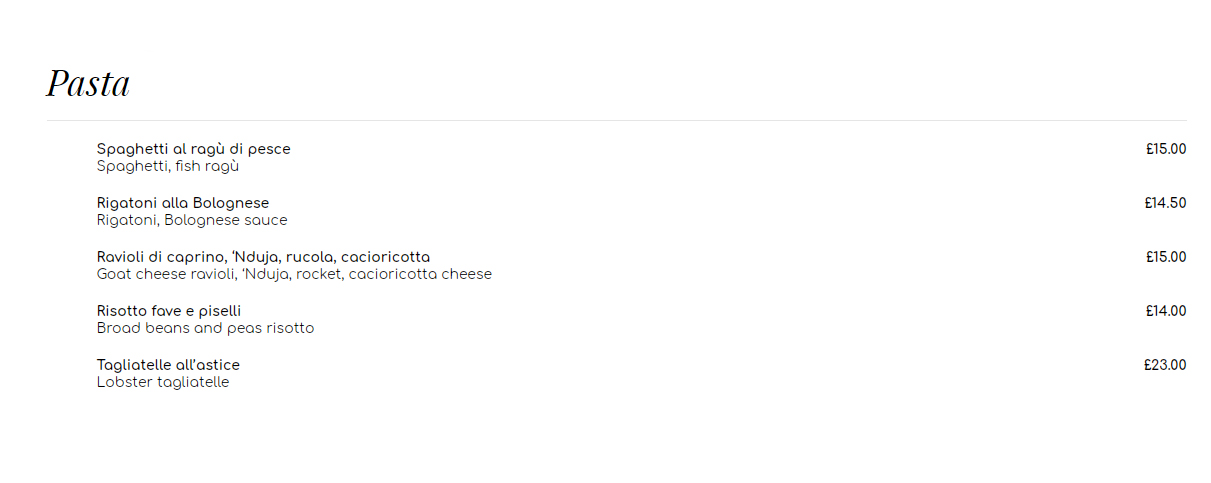 Pasta
Spaghetti al ragù di pesce £15.00
Spaghetti, fish ragù
Rigatoni alla Bolognese £14.50
Rigatoni, Bolognese sauce
Ravioli di caprino, ‘Nduja, rucola, cacioricotta £15.00
Goat cheese ravioli, ‘Nduja, rocket, cacioricotta cheese
Risotto fave e piselli £14.00
Broad beans and peas risotto
Tagliatelle all’astice £23.00
Lobster tagliatelle